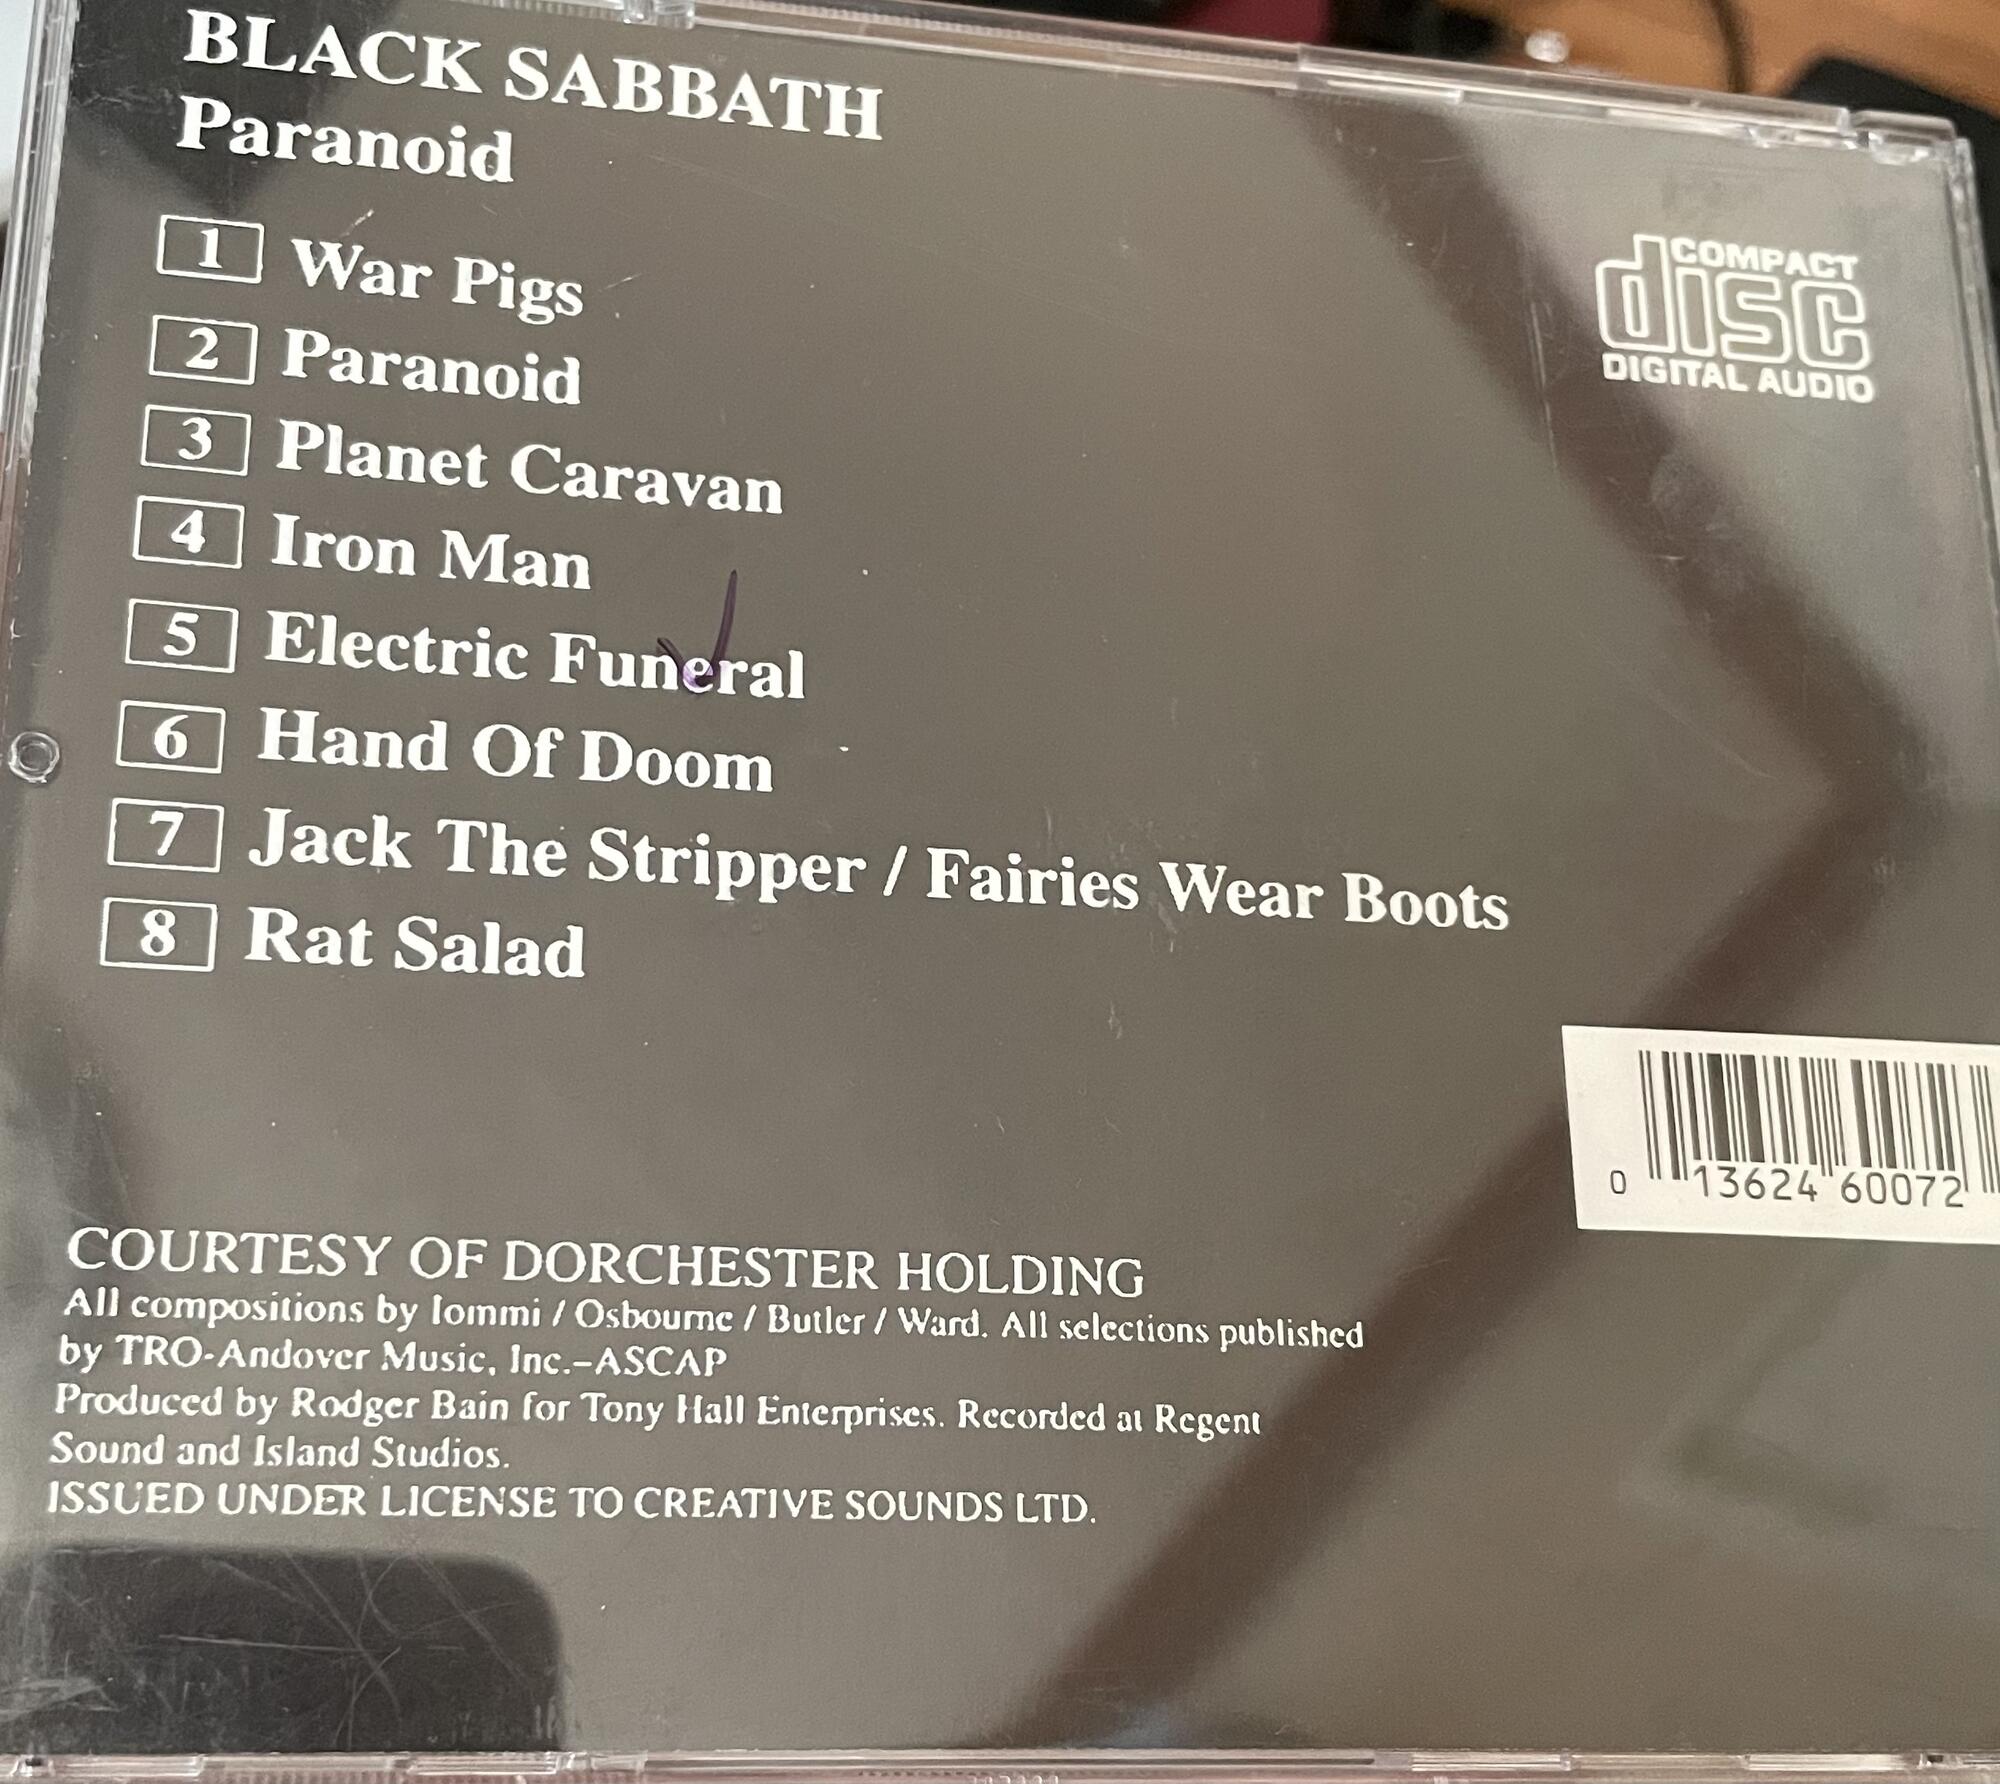 BLACK SABBATH
Paranoid
1 War Pigs
2 Paranoid
3 Planet Caravan
4 Iron Man
5 Electric Funeral
6 Hand Of Doom
7 Jack The Stripper / Fairies Wear Boots
8 Rat Salad
COMPACT
disc
DIGITAL AUDIO
0 13624 60072
COURTESY OF DORCHESTER HOLDING
All compositions by Iommi / Osbourne / Butler / Ward. All selections published
by TRO-Andover Music, Inc.-ASCAP
Produced by Rodger Bain for Tony Hall Enterprises. Recorded at Regent
Sound and Island Studios.
ISSUED UNDER LICENSE TO CREATIVE SOUNDS LTD.